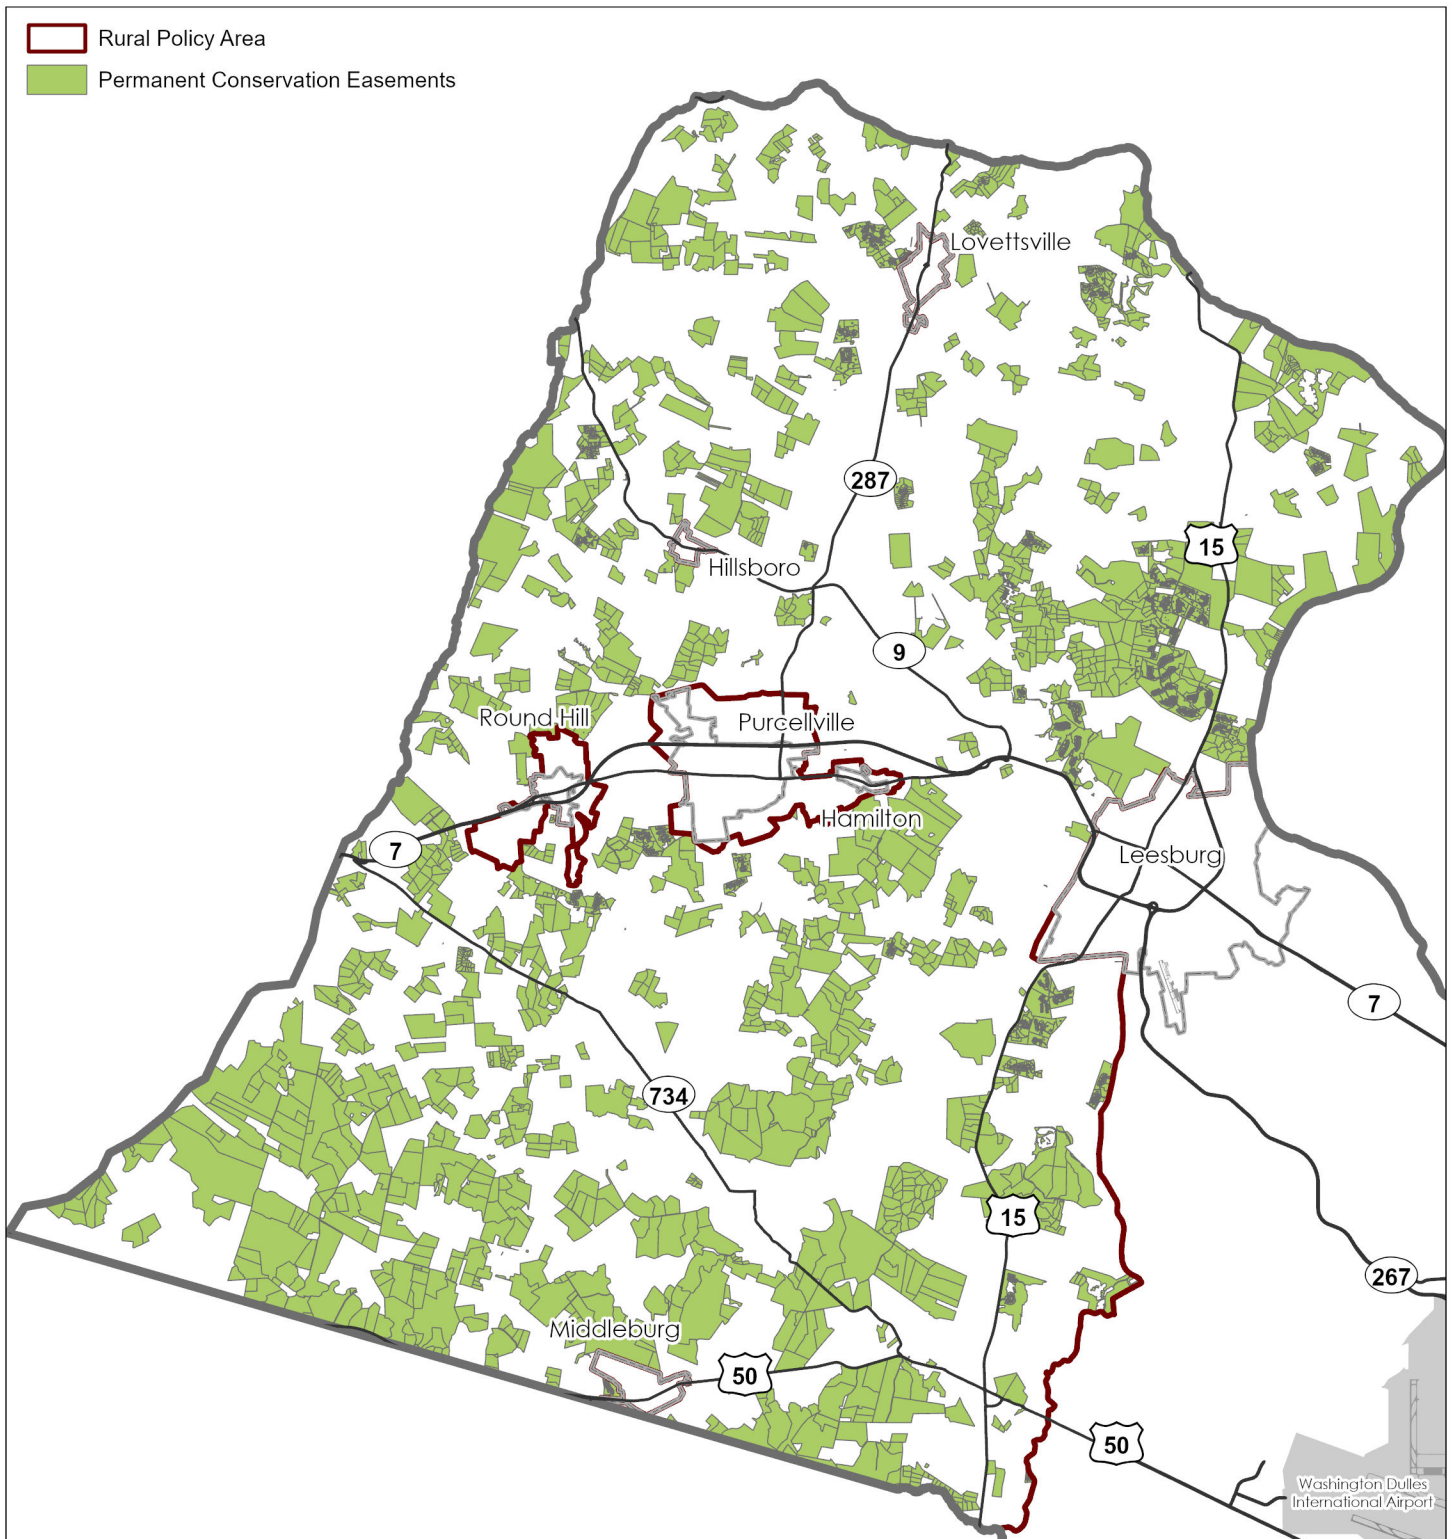 Rural Policy Area
Permanent Conservation Easements
Lovettsville
287
15
Hillsboro
9
Round Hill
Purcellville
Hamilton
7
Leesburg
7
734
15
267
Middleburg
50
50
Washington Dulles
International Airport